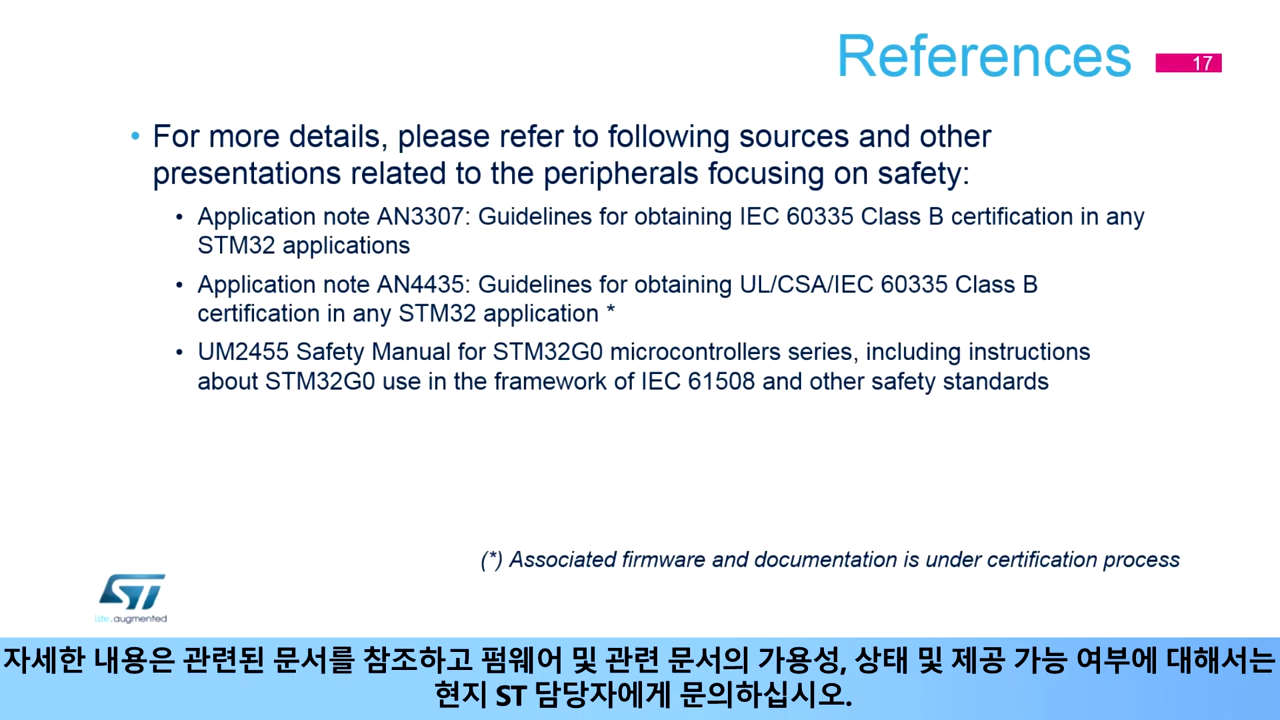 References
17
• For more details, please refer to following sources and other
presentations related to the peripherals focusing on safety:
• Application note AN3307: Guidelines for obtaining IEC 60335 Class B certification in any
STM32 applications
• Application note AN4435: Guidelines for obtaining UL/CSA/IEC 60335 Class B
certification in any STM32 application *
• UM2455 Safety Manual for STM32G0 microcontrollers series, including instructions
about STM32G0 use in the framework of IEC 61508 and other safety standards
(*) Associated firmware and documentation is under certification process
ST
life.augmented
자세한 내용은 관련된 문서를 참조하고 펌웨어 및 관련 문서의 가용성, 상태 및 제공 가능 여부에 대해서는
현지 ST 담당자에게 문의하십시오.